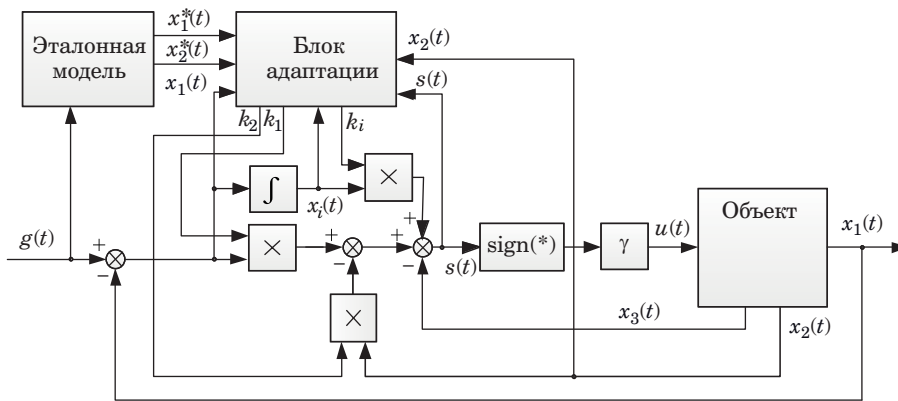 Эталонная
модель
x₁*(t)
x₂*(t)
x₁(t)
Блок
адаптации
x₂(t)
s(t)
k₂ k₁
kᵢ
∫
×
xᵢ(t)
Объект
g(t)
+
−
×
+
−
+
+
−
s(t)
sign(*)
γ
u(t)
x₁(t)
×
x₃(t)
x₂(t)